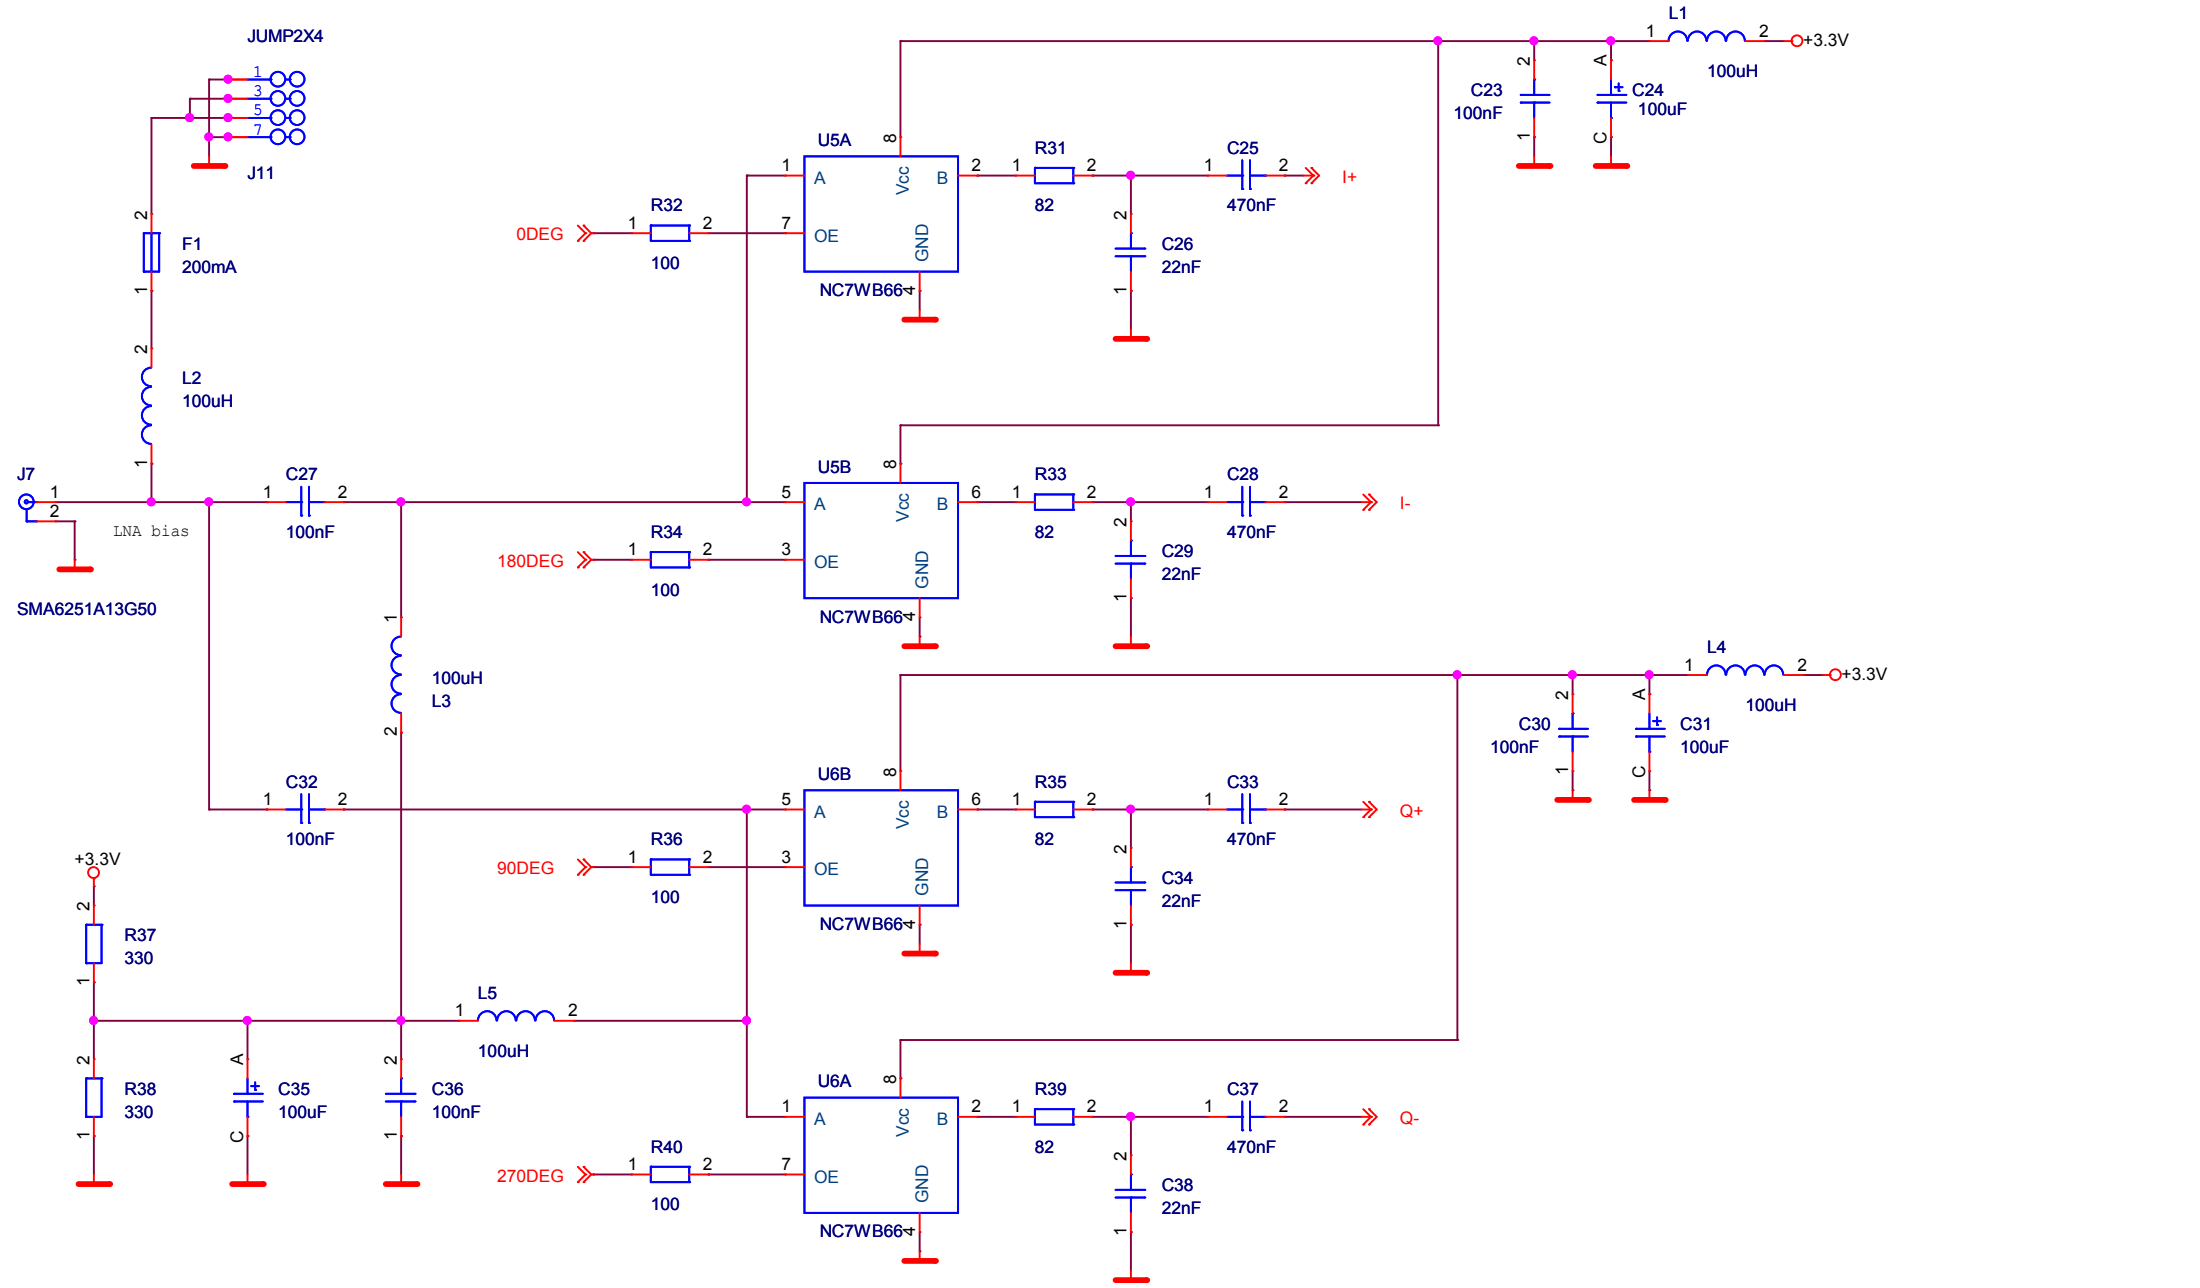 JUMP2X4
1
3
5
7
J11
2
F1
200mA
1
2
L2
100uH
1
J7
1
2
LNA bias
SMA6251A13G50
C27
1 2
100nF
1
100uH
L3
2
C32
1 2
100nF
+3.3V
2
R37
330
1
2
R38
330
1
A
+
C35
100uF
C
2
C36
100nF
1
L5
1 2
100uH
L1
1 2
+3.3V
100uH
2
C23
100nF
1
A
+
C24
100uF
C
U5A
8
1 A Vcc B 2
7 OE GND
NC7WB66 4
0DEG
R32
1 2
100
R31
1 2
82
C25
1 2
470nF
I+
2
C26
22nF
1
U5B
8
5 A Vcc B 6
3 OE GND
NC7WB66 4
180DEG
R34
1 2
100
R33
1 2
82
C28
1 2
470nF
I-
2
C29
22nF
1
L4
1 2
+3.3V
100uH
2
C30
100nF
1
A
+
C31
100uF
C
U6B
8
5 A Vcc B 6
3 OE GND
NC7WB66 4
90DEG
R36
1 2
100
R35
1 2
82
C33
1 2
470nF
Q+
2
C34
22nF
1
U6A
8
1 A Vcc B 2
7 OE GND
NC7WB66 4
270DEG
R40
1 2
100
R39
1 2
82
C37
1 2
470nF
Q-
2
C38
22nF
1